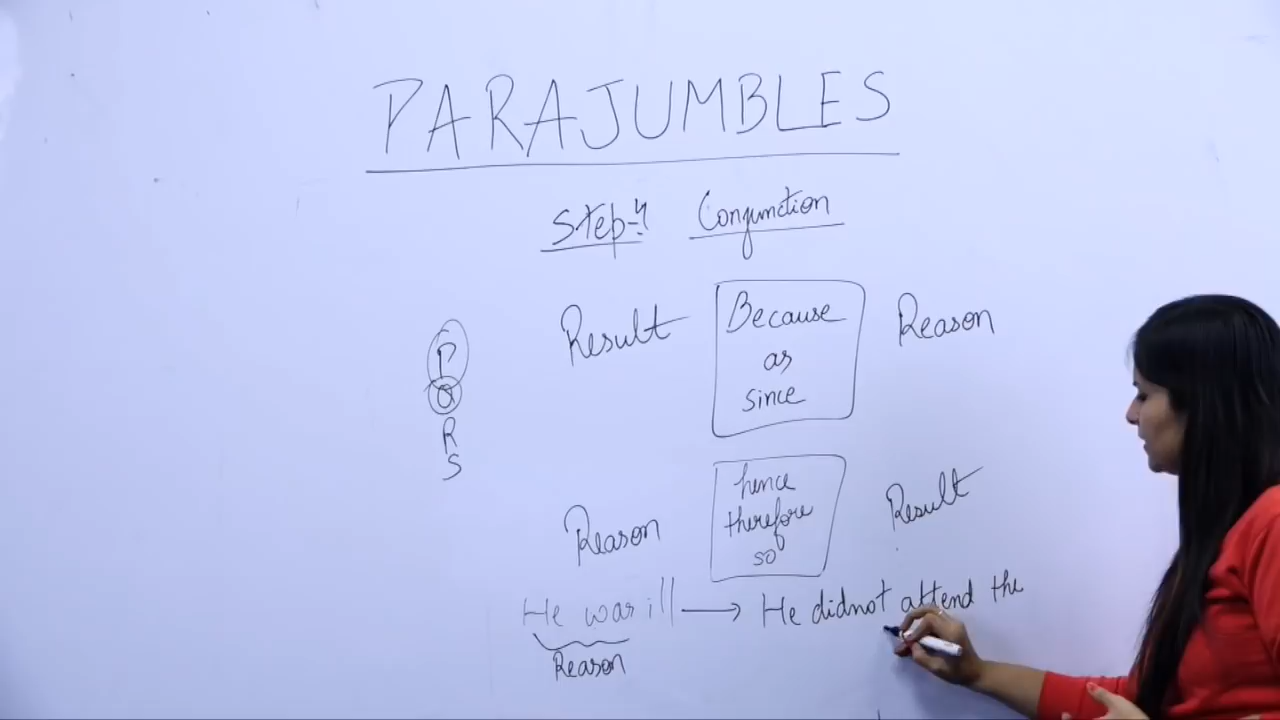 PARAJUMBLES
Step-4 Conjunction
Result Because Reason
as
since
P
Q
R
S
hence
Reason therefore Result
so
He was ill → He didnot attend the
Reason